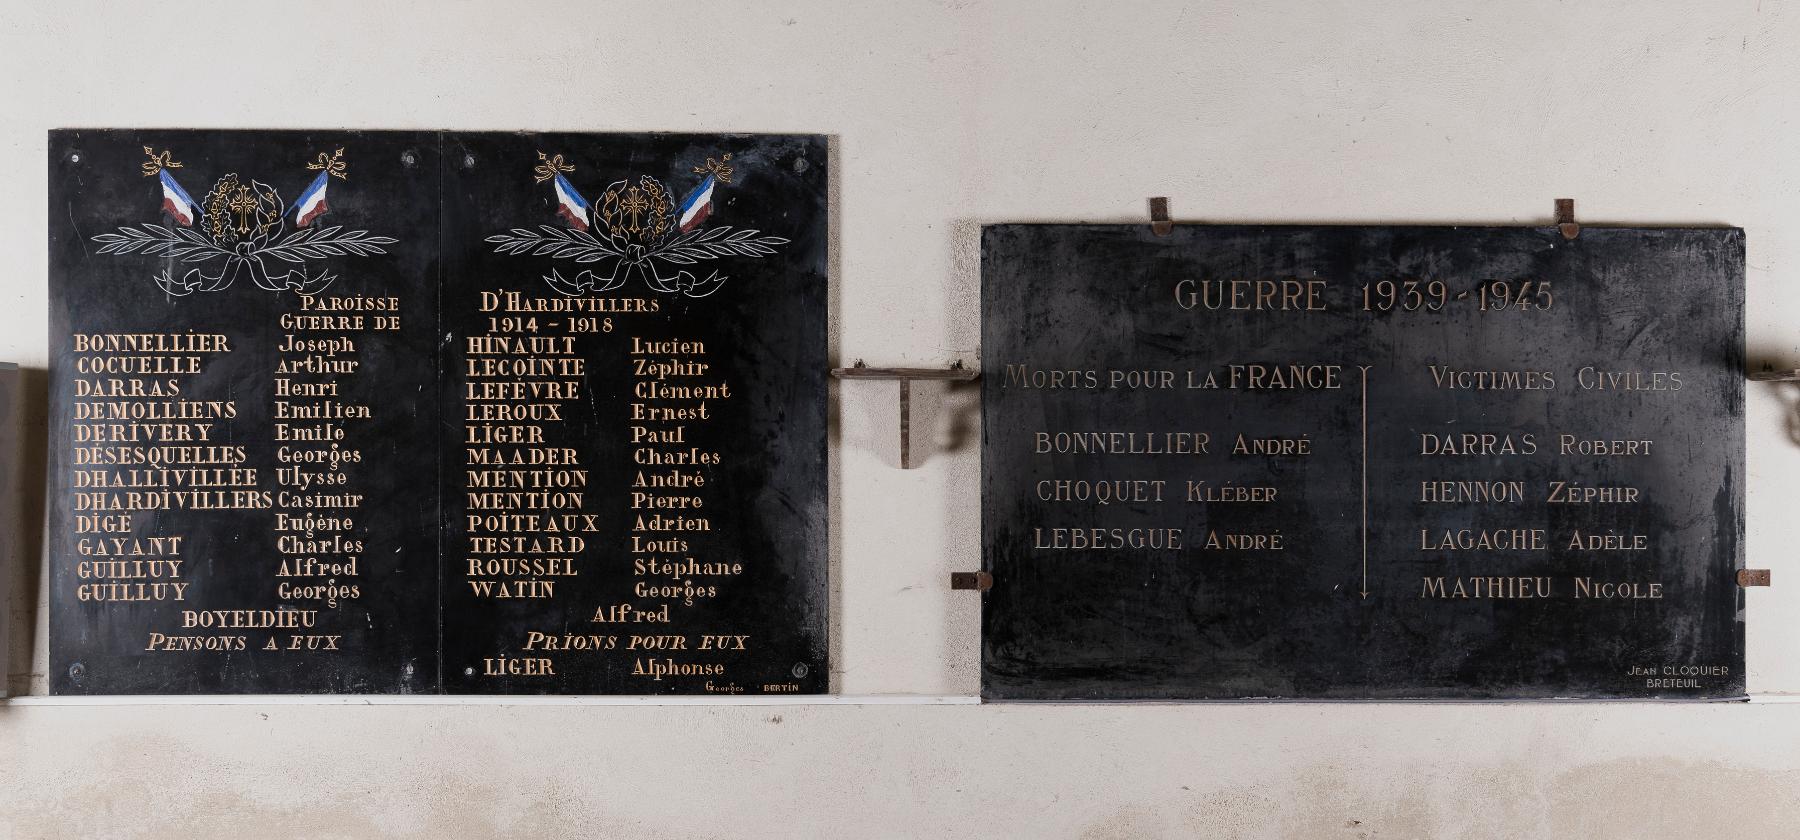 PAROISSE
GUERRE DE
BONNELLIER Joseph
COCUELLE Arthur
DARRAS Henri
DEMOLLIENS Emilien
DERIVERY Emile
DÉSESQUELLES Georges
DHALLIVILLÉE Ulysse
DHARDIVILLERS Casimir
DIGÉ Eugène
GAYANT Charles
GUILLUY Alfred
GUILLUY Georges
BOYELDIEU
PENSONS A EUX
D'HARDIVILLERS
1914 - 1918
HINAULT Lucien
LECOINTE Zéphir
LEFÈVRE Clément
LEROUX Ernest
LIGER Paul
MAADER Charles
MENTION André
MENTION Pierre
POITEAUX Adrien
TESTARD Louis
ROUSSEL Stéphane
WATIN Georges
Alfred
PRIONS POUR EUX
LIGER Alphonse
Georges BERTIN
GUERRE 1939-1945
MORTS POUR LA FRANCE
BONNELLIER ANDRÉ
CHOQUET KLÉBER
LEBESGUE ANDRÉ
VICTIMES CIVILES
DARRAS ROBERT
HENNON ZÉPHIR
LAGACHE ADÈLE
MATHIEU NICOLE
JEAN CLOQUIER
BRETEUIL